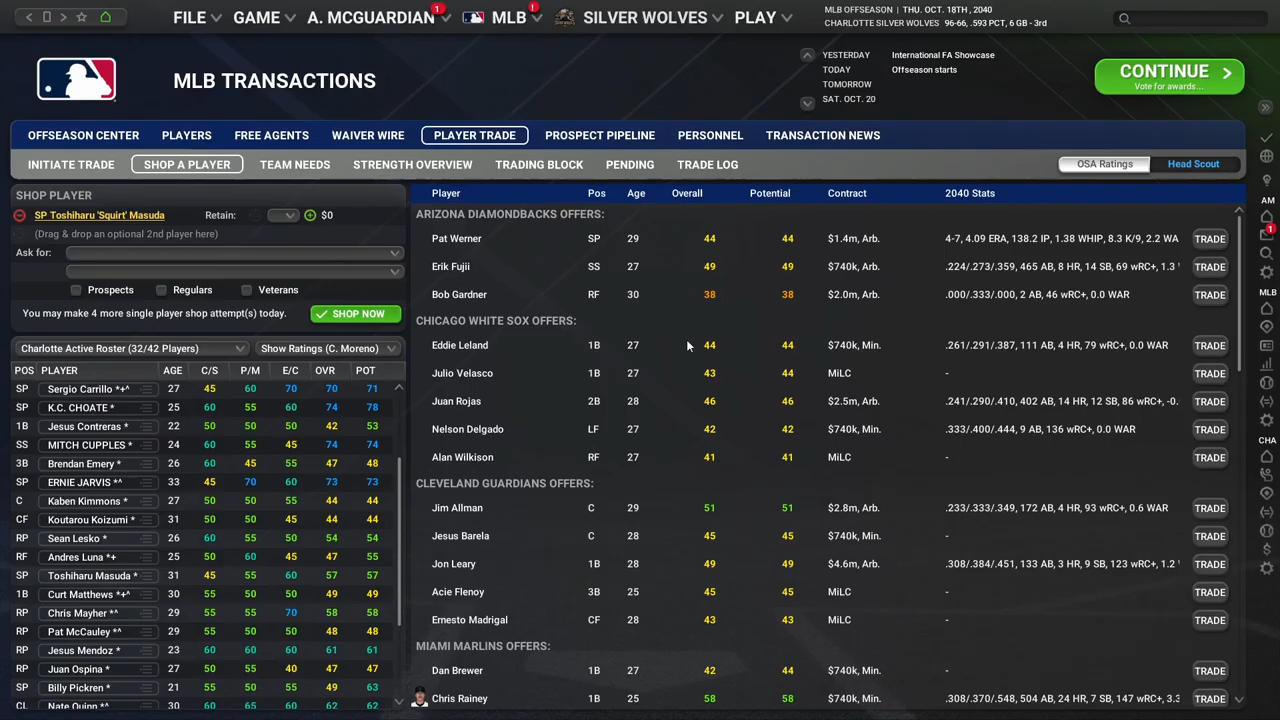 FILE GAME A. MCGUARDIAN 1 MLB 1 SILVER WOLVES PLAY
MLB OFFSEASON | THU. OCT. 18TH , 2040
CHARLOTTE SILVER WOLVES 96-66, .593 PCT, 6 GB - 3rd
MLB TRANSACTIONS
YESTERDAY International FA Showcase
TODAY Offseason starts
TOMORROW
SAT. OCT. 20
CONTINUE
Vote for awards...
OFFSEASON CENTER PLAYERS FREE AGENTS WAIVER WIRE PLAYER TRADE PROSPECT PIPELINE PERSONNEL TRANSACTION NEWS
INITIATE TRADE SHOP A PLAYER TEAM NEEDS STRENGTH OVERVIEW TRADING BLOCK PENDING TRADE LOG OSA Ratings Head Scout
SHOP PLAYER
SP Toshiharu 'Squirt' Masuda Retain: $0
(Drag & drop an optional 2nd player here)
Ask for:
Prospects Regulars Veterans
You may make 4 more single player shop attempt(s) today. SHOP NOW
Charlotte Active Roster (32/42 Players) Show Ratings (C. Moreno)
POS PLAYER AGE C/S P/M E/C OVR POT
SP Sergio Carrillo *+^ 27 45 60 70 70 71
SP K.C. CHOATE * 25 60 55 60 74 78
1B Jesus Contreras * 22 50 50 50 42 53
SS MITCH CUPPLES * 24 60 55 45 74 74
3B Brendan Emery * 26 60 45 55 47 48
SP ERNIE JARVIS *^ 33 45 70 60 73 73
C Kaben Kimmons * 27 50 50 60 44 44
CF Koutarou Koizumi * 31 50 50 45 44 44
RP Sean Lesko * 26 60 55 50 54 54
RF Andres Luna *+ 25 50 60 45 47 55
SP Toshiharu Masuda * 31 45 55 60 57 57
1B Curt Matthews *+ 30 55 50 50 49 49
RP Chris Mayher *^ 29 55 55 70 58 58
RP Pat McCauley *^ 29 55 50 50 48 48
RP Jesus Mendoz * 23 60 60 60 61 61
RP Juan Ospina * 27 50 55 40 47 47
SP Billy Pickren * 21 55 50 55 49 63
CL Nate Quinn *^ 30 60 65 60 62 62
Player Pos Age Overall Potential Contract 2040 Stats
ARIZONA DIAMONDBACKS OFFERS:
Pat Werner SP 29 44 44 $1.4m, Arb. 4-7, 4.09 ERA, 138.2 IP, 1.38 WHIP, 8.3 K/9, 2.2 WA TRADE
Erik Fujii SS 27 49 49 $740k, Arb. .224/.273/.359, 465 AB, 8 HR, 14 SB, 69 wRC+, 1.3 TRADE
Bob Gardner RF 30 38 38 $2.0m, Arb. .000/.333/.000, 2 AB, 46 wRC+, 0.0 WAR TRADE
CHICAGO WHITE SOX OFFERS:
Eddie Leland 1B 27 44 44 $740k, Min. .261/.291/.387, 111 AB, 4 HR, 79 wRC+, 0.0 WAR TRADE
Julio Velasco 1B 27 43 44 $740k, Min. - TRADE
Juan Rojas 2B 28 46 46 $2.5m, Arb. .241/.290/.410, 402 AB, 14 HR, 12 SB, 86 wRC+, -0. TRADE
Nelson Delgado LF 27 42 42 $740k, Min. .333/.400/.444, 9 AB, 136 wRC+, 0.0 WAR TRADE
Alan Wilkison RF 27 41 41 MiLC - TRADE
CLEVELAND GUARDIANS OFFERS:
Jim Allman C 29 51 51 $2.8m, Arb. .233/.333/.349, 172 AB, 4 HR, 93 wRC+, 0.6 WAR TRADE
Jesus Barela C 28 45 45 $740k, Min. - TRADE
Jon Leary 1B 28 49 49 $4.6m, Arb. .308/.384/.451, 133 AB, 3 HR, 9 SB, 123 wRC+, 1.2 TRADE
Acie Flenoy 3B 25 45 45 MiLC - TRADE
Ernesto Madrigal CF 28 43 43 MiLC - TRADE
MIAMI MARLINS OFFERS:
Dan Brewer 1B 27 42 44 $740k, Min. - TRADE
Chris Rainey 1B 25 58 58 $740k, Min. .308/.370/.548, 504 AB, 24 HR, 7 SB, 147 wRC+, 3.3 TRADE
AM
1
MLB
CHA